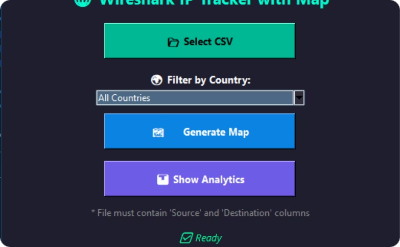 Wireshark IP Tracker with Map
Select CSV
Filter by Country:
All Countries
Generate Map
Show Analytics
* File must contain 'Source' and 'Destination' columns
Ready